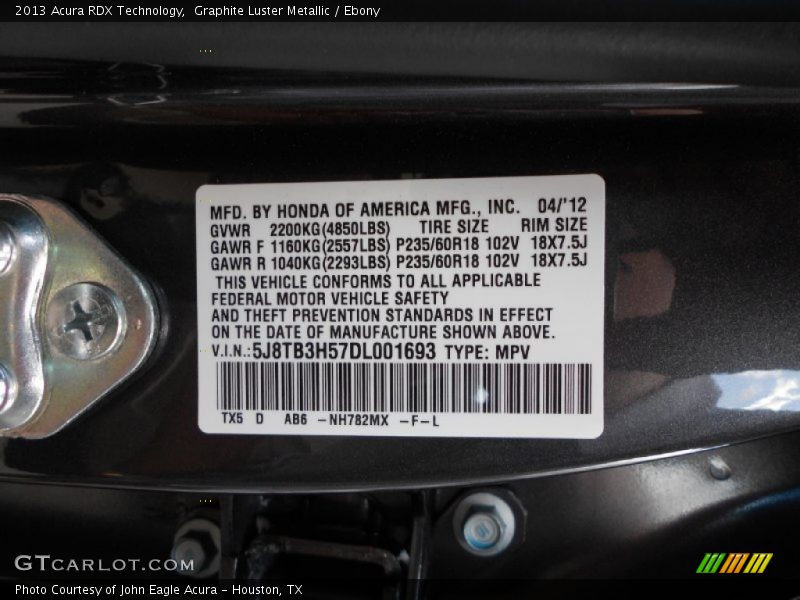 2013 Acura RDX Technology,  Graphite Luster Metallic / Ebony
MFD. BY HONDA OF AMERICA MFG., INC. 04/'12
GVWR 2200KG(4850LBS) TIRE SIZE RIM SIZE
GAWR F 1160KG(2557LBS) P235/60R18 102V 18X7.5J
GAWR R 1040KG(2293LBS) P235/60R18 102V 18X7.5J
THIS VEHICLE CONFORMS TO ALL APPLICABLE
FEDERAL MOTOR VEHICLE SAFETY
AND THEFT PREVENTION STANDARDS IN EFFECT
ON THE DATE OF MANUFACTURE SHOWN ABOVE.
V.I.N.:5J8TB3H57DL001693 TYPE: MPV
TX5 D AB6 -NH782MX -F-L
GTCARLOT.COM
Photo Courtesy of John Eagle Acura - Houston, TX